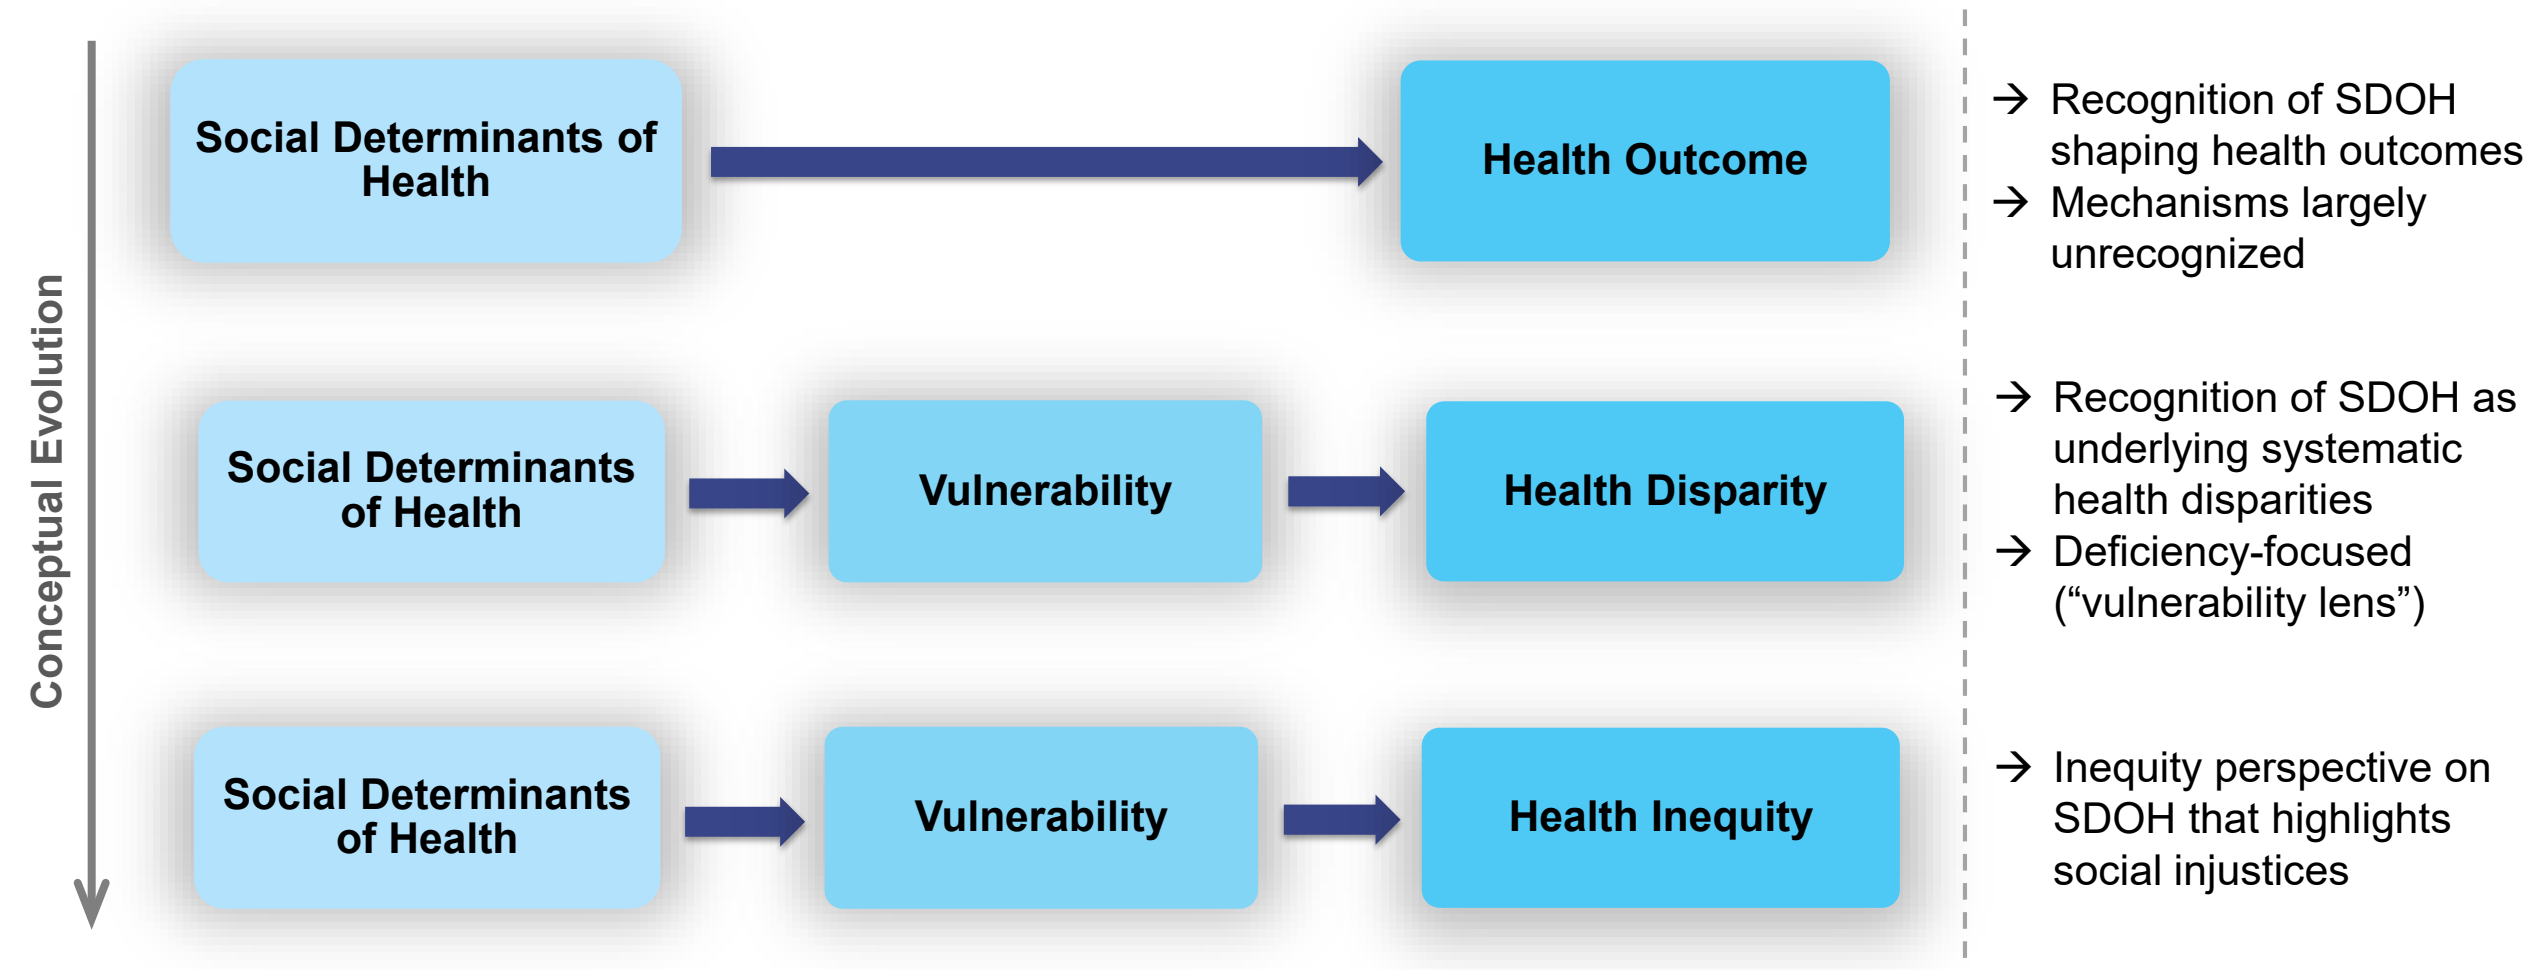 Conceptual Evolution
Social Determinants of
Health
Health Outcome
→ Recognition of SDOH
shaping health outcomes
→ Mechanisms largely
unrecognized
Social Determinants
of Health
Vulnerability
Health Disparity
→ Recognition of SDOH as
underlying systematic
health disparities
→ Deficiency-focused
(“vulnerability lens”)
Social Determinants
of Health
Vulnerability
Health Inequity
→ Inequity perspective on
SDOH that highlights
social injustices